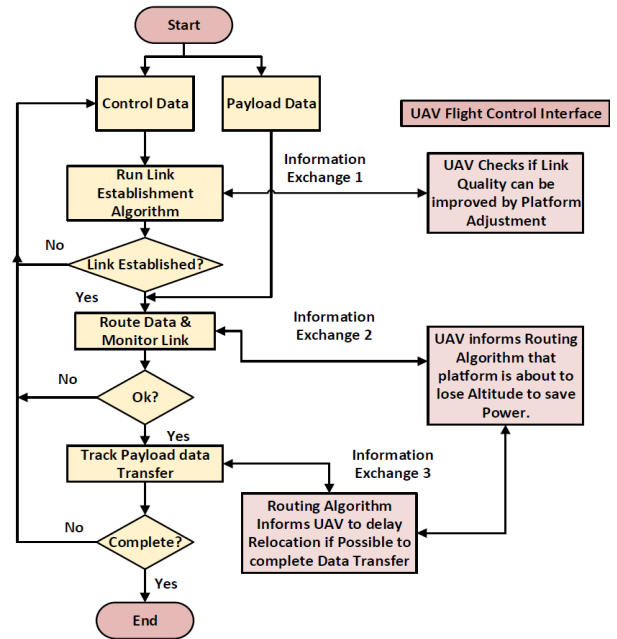 Start
Control Data
Payload Data
UAV Flight Control Interface
Run Link
Establishment
Algorithm
Information
Exchange 1
UAV Checks if Link
Quality can be
improved by Platform
Adjustment
No
Link Established?
Yes
Route Data &
Monitor Link
Information
Exchange 2
UAV informs Routing
Algorithm that
platform is about to
lose Altitude to save
Power.
No
Ok?
Yes
Track Payload data
Transfer
Information
Exchange 3
Routing Algorithm
Informs UAV to delay
Relocation if Possible to
complete Data Transfer
No
Complete?
Yes
End